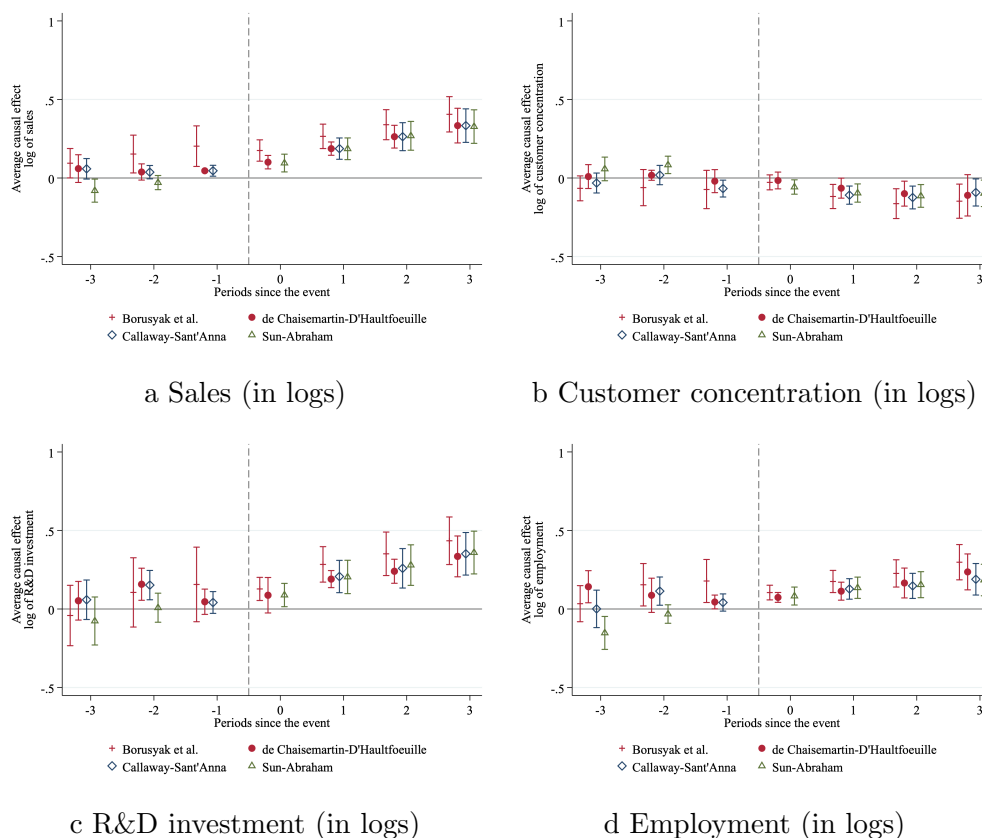 Average causal effect
log of sales
1
.5
0
-.5
-3 -2 -1 0 1 2 3
Periods since the event
Borusyak et al. de Chaisemartin-D'Haultfoeuille
Callaway-Sant'Anna Sun-Abraham
a Sales (in logs)
Average causal effect
log of customer concentration
1
.5
0
-.5
-3 -2 -1 0 1 2 3
Periods since the event
Borusyak et al. de Chaisemartin-D'Haultfoeuille
Callaway-Sant'Anna Sun-Abraham
b Customer concentration (in logs)
Average causal effect
log of R&D investment
1
.5
0
-.5
-3 -2 -1 0 1 2 3
Periods since the event
Borusyak et al. de Chaisemartin-D'Haultfoeuille
Callaway-Sant'Anna Sun-Abraham
c R&D investment (in logs)
Average causal effect
log of employment
1
.5
0
-.5
-3 -2 -1 0 1 2 3
Periods since the event
Borusyak et al. de Chaisemartin-D'Haultfoeuille
Callaway-Sant'Anna Sun-Abraham
d Employment (in logs)